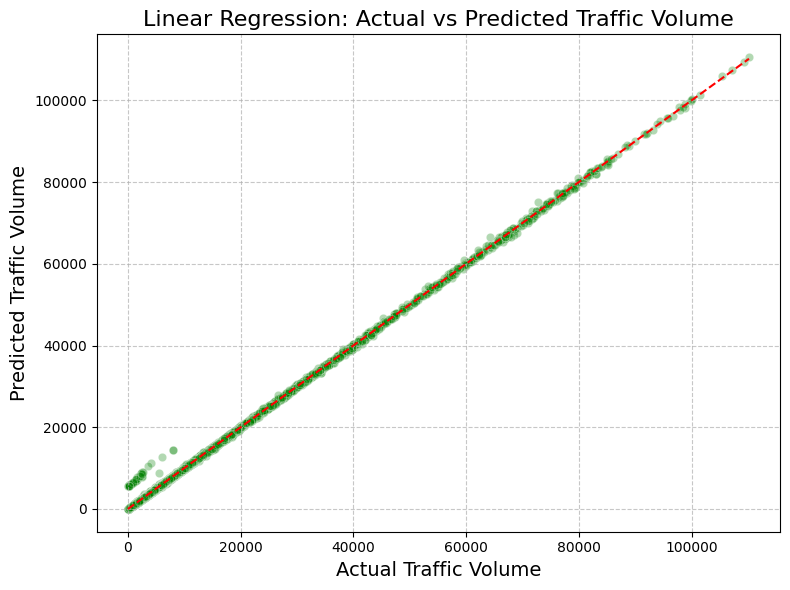 Linear Regression: Actual vs Predicted Traffic Volume
Predicted Traffic Volume
100000
80000
60000
40000
20000
0
0 20000 40000 60000 80000 100000
Actual Traffic Volume